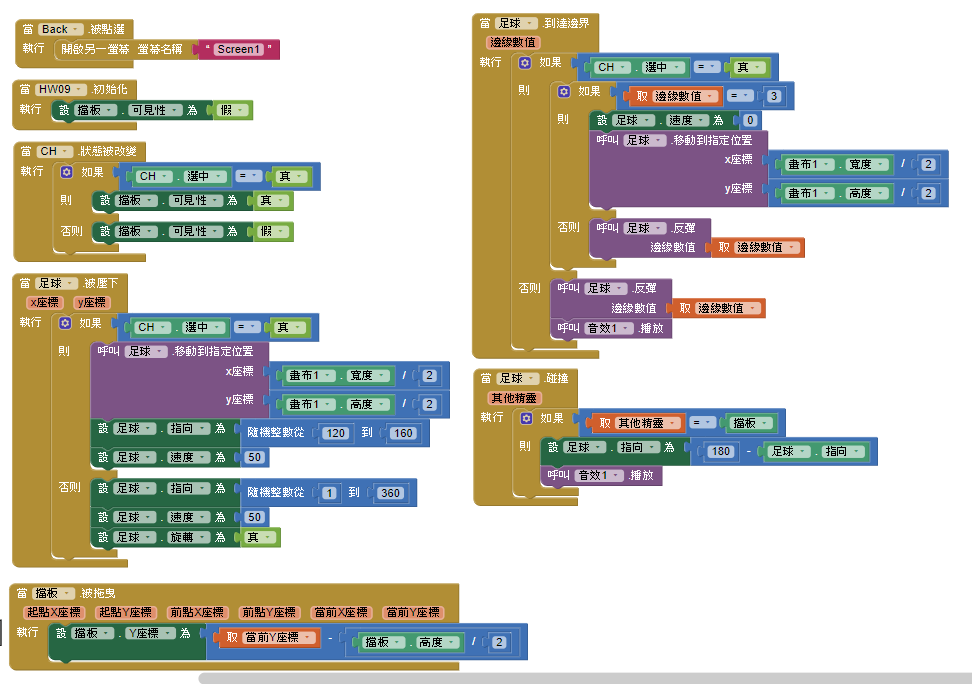 當 Back .被點選
執行 開啟另一螢幕 螢幕名稱 " Screen1 "
當 HW09 .初始化
執行 設 擋板 . 可見性 為 假
當 CH .狀態被改變
執行 如果 CH . 選中 = 真
則 設 擋板 . 可見性 為 真
否則 設 擋板 . 可見性 為 假
當 足球 .被壓下
x座標 y座標
執行 如果 CH . 選中 = 真
則 呼叫 足球 .移動到指定位置
x座標 畫布1 . 寬度 / 2
y座標 畫布1 . 高度 / 2
設 足球 . 指向 為 隨機整數從 120 到 160
設 足球 . 速度 為 50
否則 設 足球 . 指向 為 隨機整數從 1 到 360
設 足球 . 速度 為 50
設 足球 . 旋轉 為 真
當 擋板 .被拖曳
起點X座標 起點Y座標 前點X座標 前點Y座標 當前X座標 當前Y座標
執行 設 擋板 . Y座標 為 取 當前Y座標 - 擋板 . 高度 / 2
當 足球 .到達邊界
邊緣數值
執行 如果 CH . 選中 = 真
則 如果 取 邊緣數值 = 3
則 設 足球 . 速度 為 0
呼叫 足球 .移動到指定位置
x座標 畫布1 . 寬度 / 2
y座標 畫布1 . 高度 / 2
否則 呼叫 足球 .反彈
邊緣數值 取 邊緣數值
否則 呼叫 足球 .反彈
邊緣數值 取 邊緣數值
呼叫 音效1 .播放
當 足球 .碰撞
其他精靈
執行 如果 取 其他精靈 = 擋板
則 設 足球 . 指向 為 180 - 足球 . 指向
呼叫 音效1 .播放